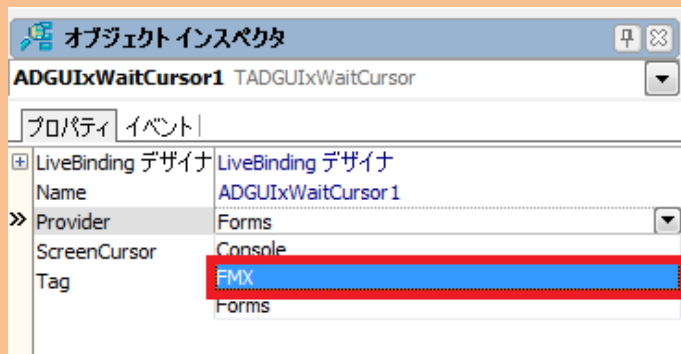 オブジェクト インスペクタ
ADGUIxWaitCursor1 TADGUIxWaitCursor
プロパティ イベント
LiveBinding デザイナ LiveBinding デザイナ
Name ADGUIxWaitCursor1
Provider Forms
ScreenCursor Console
Tag FMX
Forms